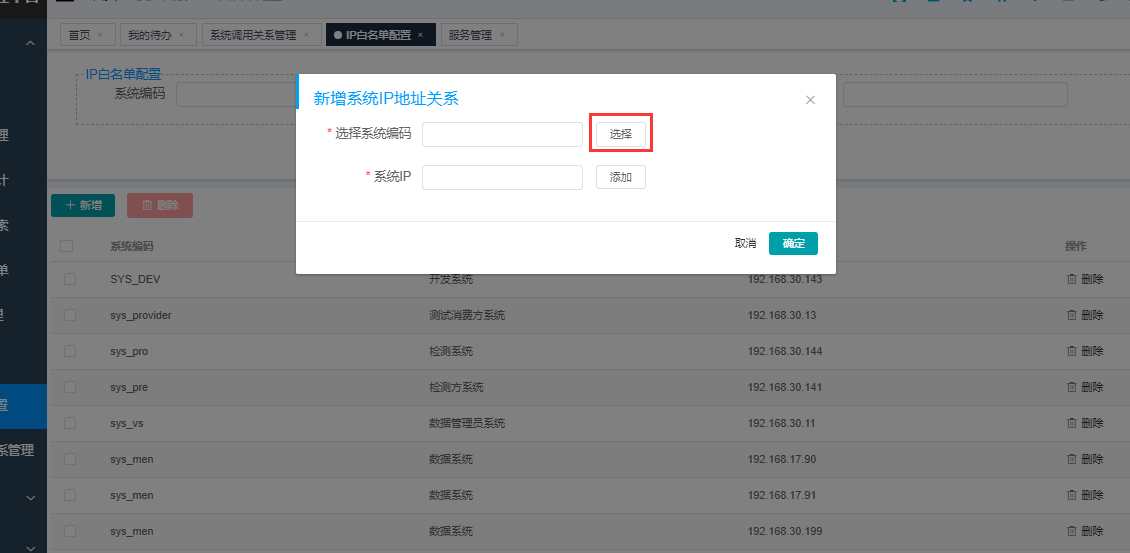 首页 × 我的待办 × 系统调用关系管理 × IP白名单配置 × 服务管理 ×
IP白名单配置
系统编码
新增系统IP地址关系
* 选择系统编码 选择
* 系统IP 添加
取消 确定
理
计
索
单
理
置
系管理
+ 新增 删除
系统编码 操作
SYS_DEV 开发系统 192.168.30.143 删除
sys_provider 测试消费方系统 192.168.30.13 删除
sys_pro 检测系统 192.168.30.144 删除
sys_pre 检测方系统 192.168.30.141 删除
sys_vs 数据管理员系统 192.168.30.11 删除
sys_men 数据系统 192.168.17.90 删除
sys_men 数据系统 192.168.17.91 删除
sys_men 数据系统 192.168.30.199 删除